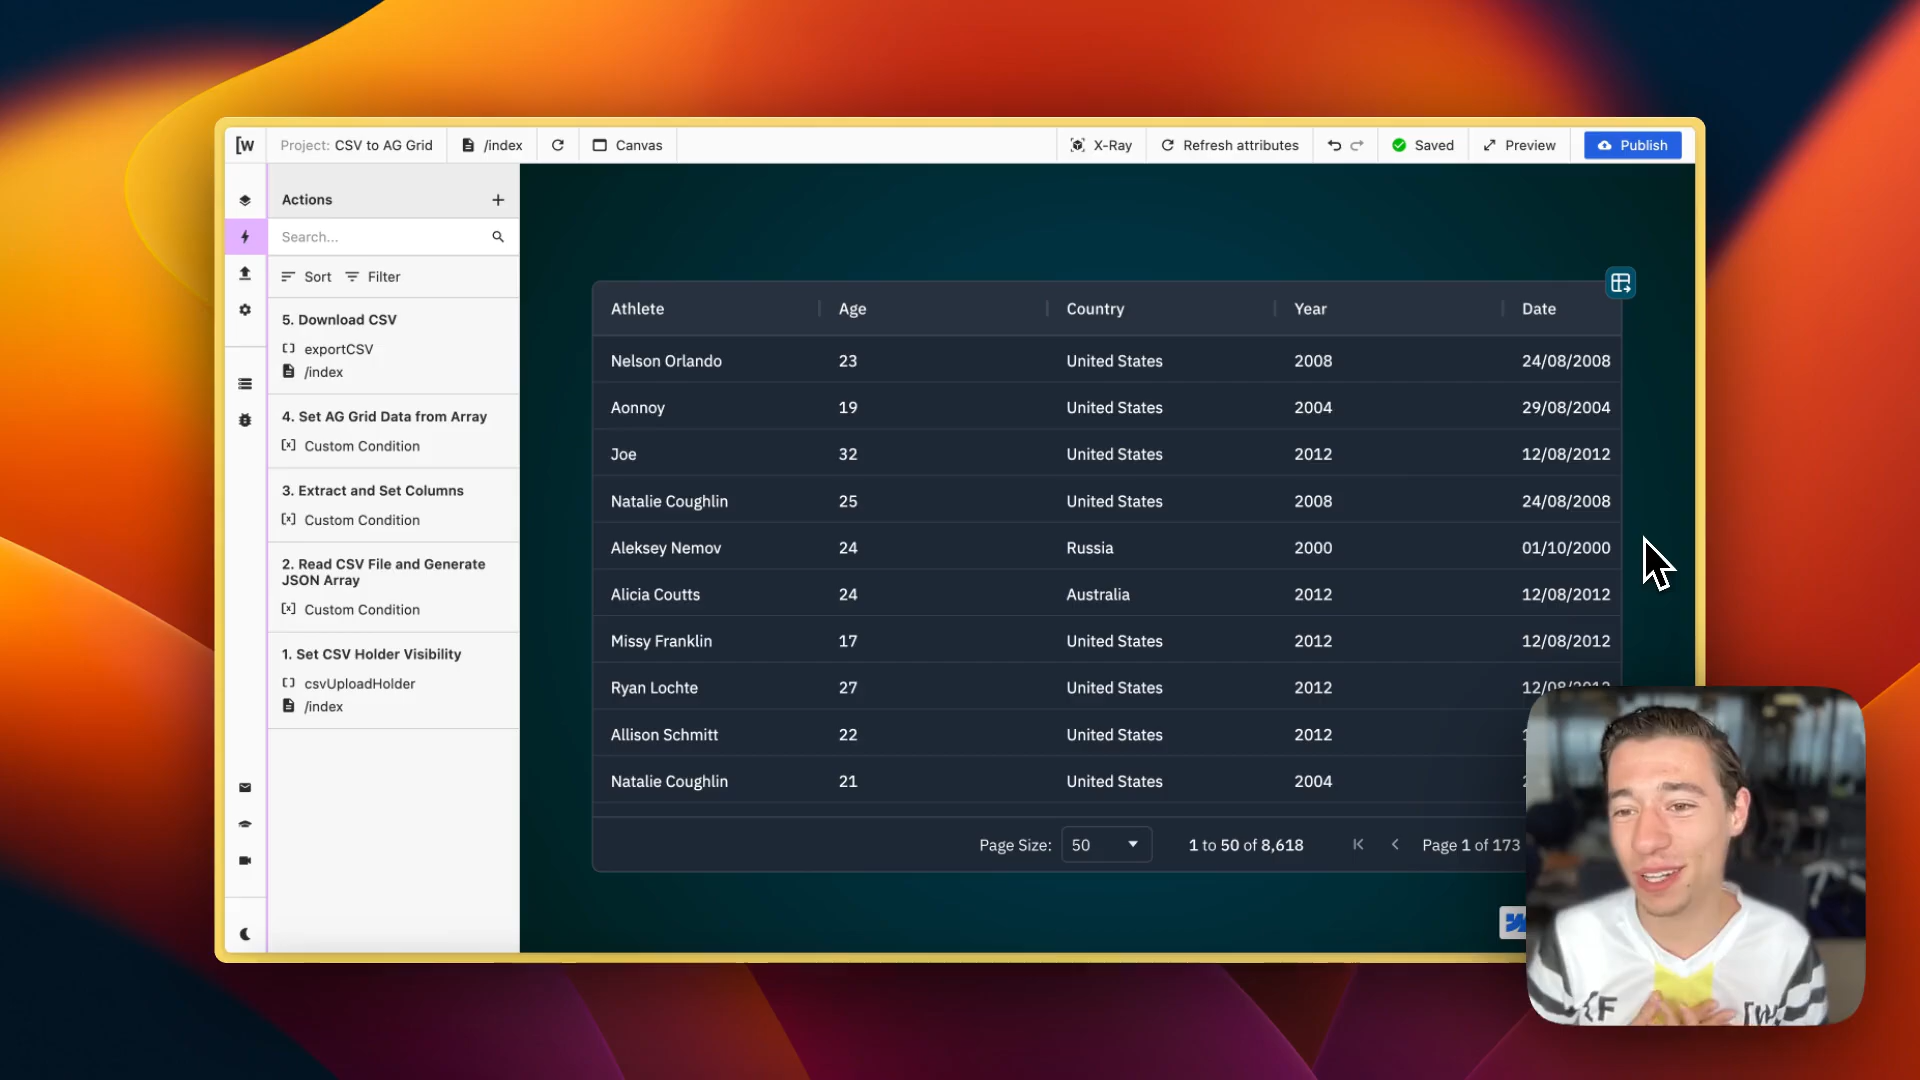 [W
Project: CSV to AG Grid
/index
Canvas
X-Ray
Refresh attributes
Saved
Preview
Publish
Actions
Search...
Sort
Filter
5. Download CSV
exportCSV
/index
4. Set AG Grid Data from Array
Custom Condition
3. Extract and Set Columns
Custom Condition
2. Read CSV File and Generate
JSON Array
Custom Condition
1. Set CSV Holder Visibility
csvUploadHolder
/index
Athlete Age Country Year Date
Nelson Orlando 23 United States 2008 24/08/2008
Aonnoy 19 United States 2004 29/08/2004
Joe 32 United States 2012 12/08/2012
Natalie Coughlin 25 United States 2008 24/08/2008
Aleksey Nemov 24 Russia 2000 01/10/2000
Alicia Coutts 24 Australia 2012 12/08/2012
Missy Franklin 17 United States 2012 12/08/2012
Ryan Lochte 27 United States 2012 12/08/2012
Allison Schmitt 22 United States 2012
Natalie Coughlin 21 United States 2004
Page Size: 50 1 to 50 of 8,618 Page 1 of 173